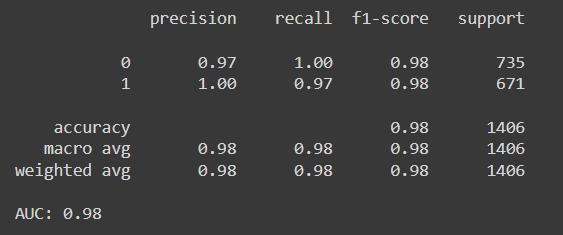 precision recall f1-score support
0 0.97 1.00 0.98 735
1 1.00 0.97 0.98 671
accuracy 0.98 1406
macro avg 0.98 0.98 0.98 1406
weighted avg 0.98 0.98 0.98 1406
AUC: 0.98